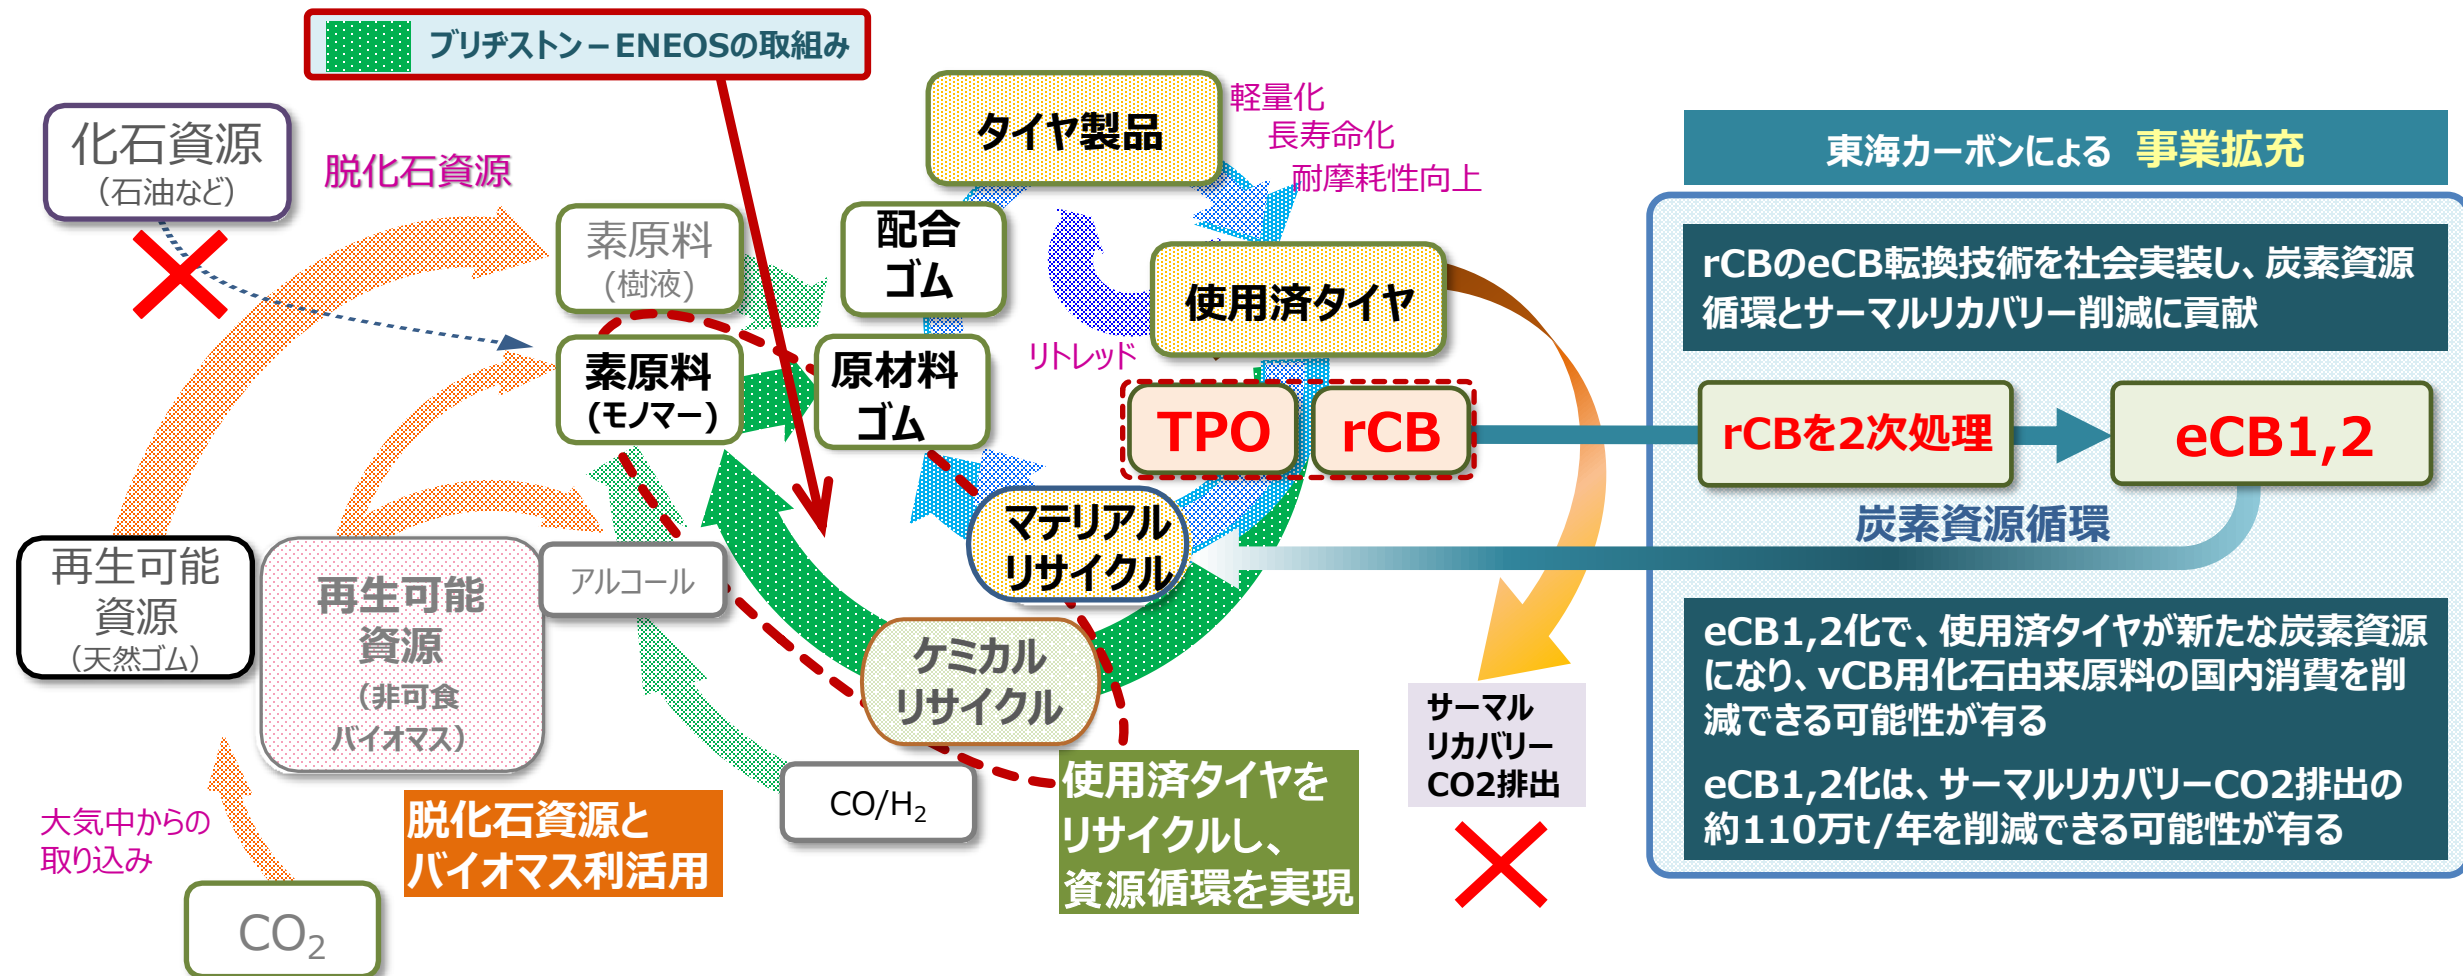 ブリヂストン－ENEOSの取組み
化石資源
（石油など）
脱化石資源
タイヤ製品
軽量化
長寿命化
耐摩耗性向上
素原料
(樹液)
配合
ゴム
使用済タイヤ
リトレッド
素原料
(モノマー)
原材料
ゴム
TPO
rCB
マテリアル
リサイクル
再生可能
資源
（天然ゴム）
再生可能
資源
（非可食
バイオマス）
アルコール
ケミカル
リサイクル
CO/H₂
大気中からの
取り込み
CO₂
脱化石資源と
バイオマス利活用
使用済タイヤを
リサイクルし、
資源循環を実現
サーマル
リカバリー
CO2排出
東海カーボンによる 事業拡充
rCBのeCB転換技術を社会実装し、炭素資源
循環とサーマルリカバリー削減に貢献
rCBを2次処理
eCB1,2
炭素資源循環
eCB1,2化で、使用済タイヤが新たな炭素資源
になり、vCB用化石由来原料の国内消費を削
減できる可能性が有る
eCB1,2化は、サーマルリカバリーCO2排出の
約110万t/年を削減できる可能性が有る